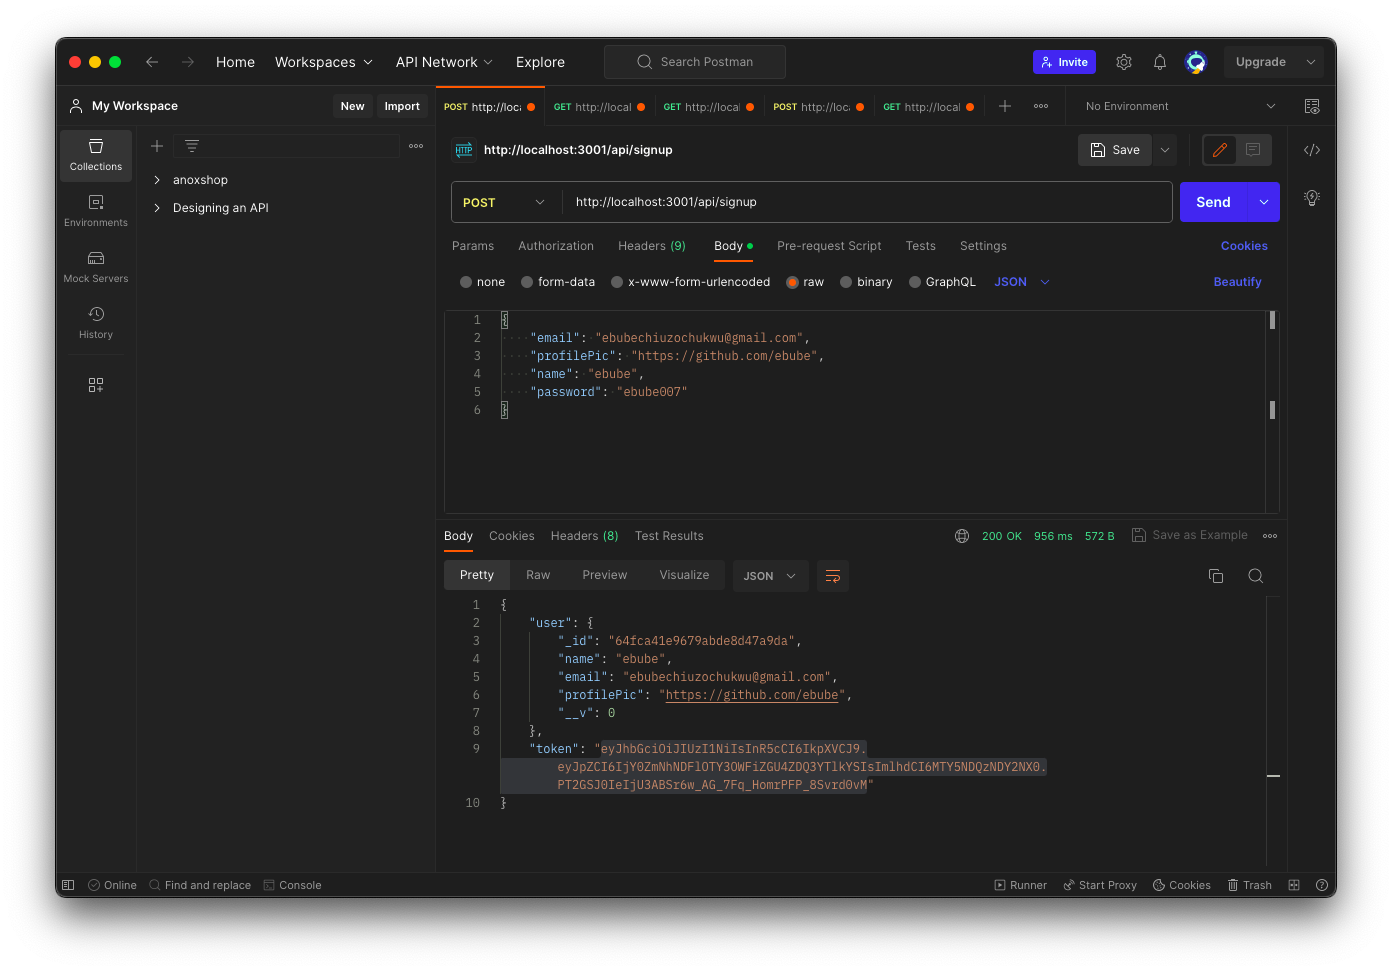 Home Workspaces API Network Explore Search Postman Invite Upgrade
My Workspace New Import POST http://loca GET http://local GET http://local POST http://loca GET http://local No Environment
Collections
Environments
Mock Servers
History
anoxshop
Designing an API
HTTP http://localhost:3001/api/signup Save
POST http://localhost:3001/api/signup Send
Params Authorization Headers (9) Body Pre-request Script Tests Settings Cookies
none form-data x-www-form-urlencoded raw binary GraphQL JSON Beautify
1 {
2 "email": "ebubechiuzochukwu@gmail.com",
3 "profilePic": "https://github.com/ebube",
4 "name": "ebube",
5 "password": "ebube007"
6 }
Body Cookies Headers (8) Test Results 200 OK 956 ms 572 B Save as Example
Pretty Raw Preview Visualize JSON
1 {
2 "user": {
3 "_id": "64fca41e9679abde8d47a9da",
4 "name": "ebube",
5 "email": "ebubechiuzochukwu@gmail.com",
6 "profilePic": "https://github.com/ebube",
7 "__v": 0
8 },
9 "token": "eyJhbGciOiJIUzI1NiIsInR5cCI6IkpXVCJ9.
eyJpZCI6IjY0ZmNhNDFlOTY3OWFiZGU4ZDQ3YTlkYSIsImlhdCI6MTY5NDQzNDY2NX0.
PT2GSJ0IeIjU3ABSr6w_AG_7Fq_HomrPFP_8Svrd0vM"
10 }
Online Find and replace Console Runner Start Proxy Cookies Trash